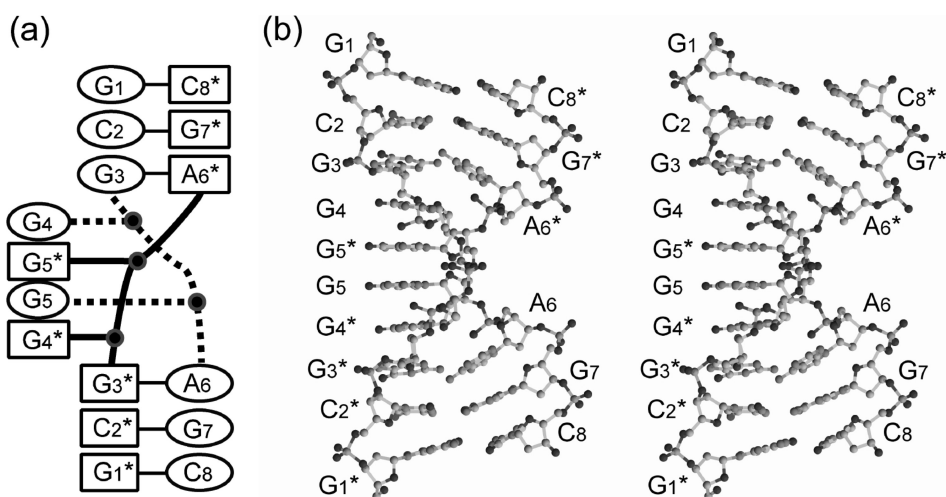 (a)
G1 C8*
C2 G7*
G3 A6*
G4
G5*
G5
G4*
G3* A6
C2* G7
G1* C8
(b)
G1
C8*
C2
G7*
G3
G4
A6*
G5*
G5
A6
G4*
G7
G3*
C2*
C8
G1*
G1
C8*
C2
G7*
G3
G4
A6*
G5*
G5
A6
G4*
G7
G3*
C2*
C8
G1*